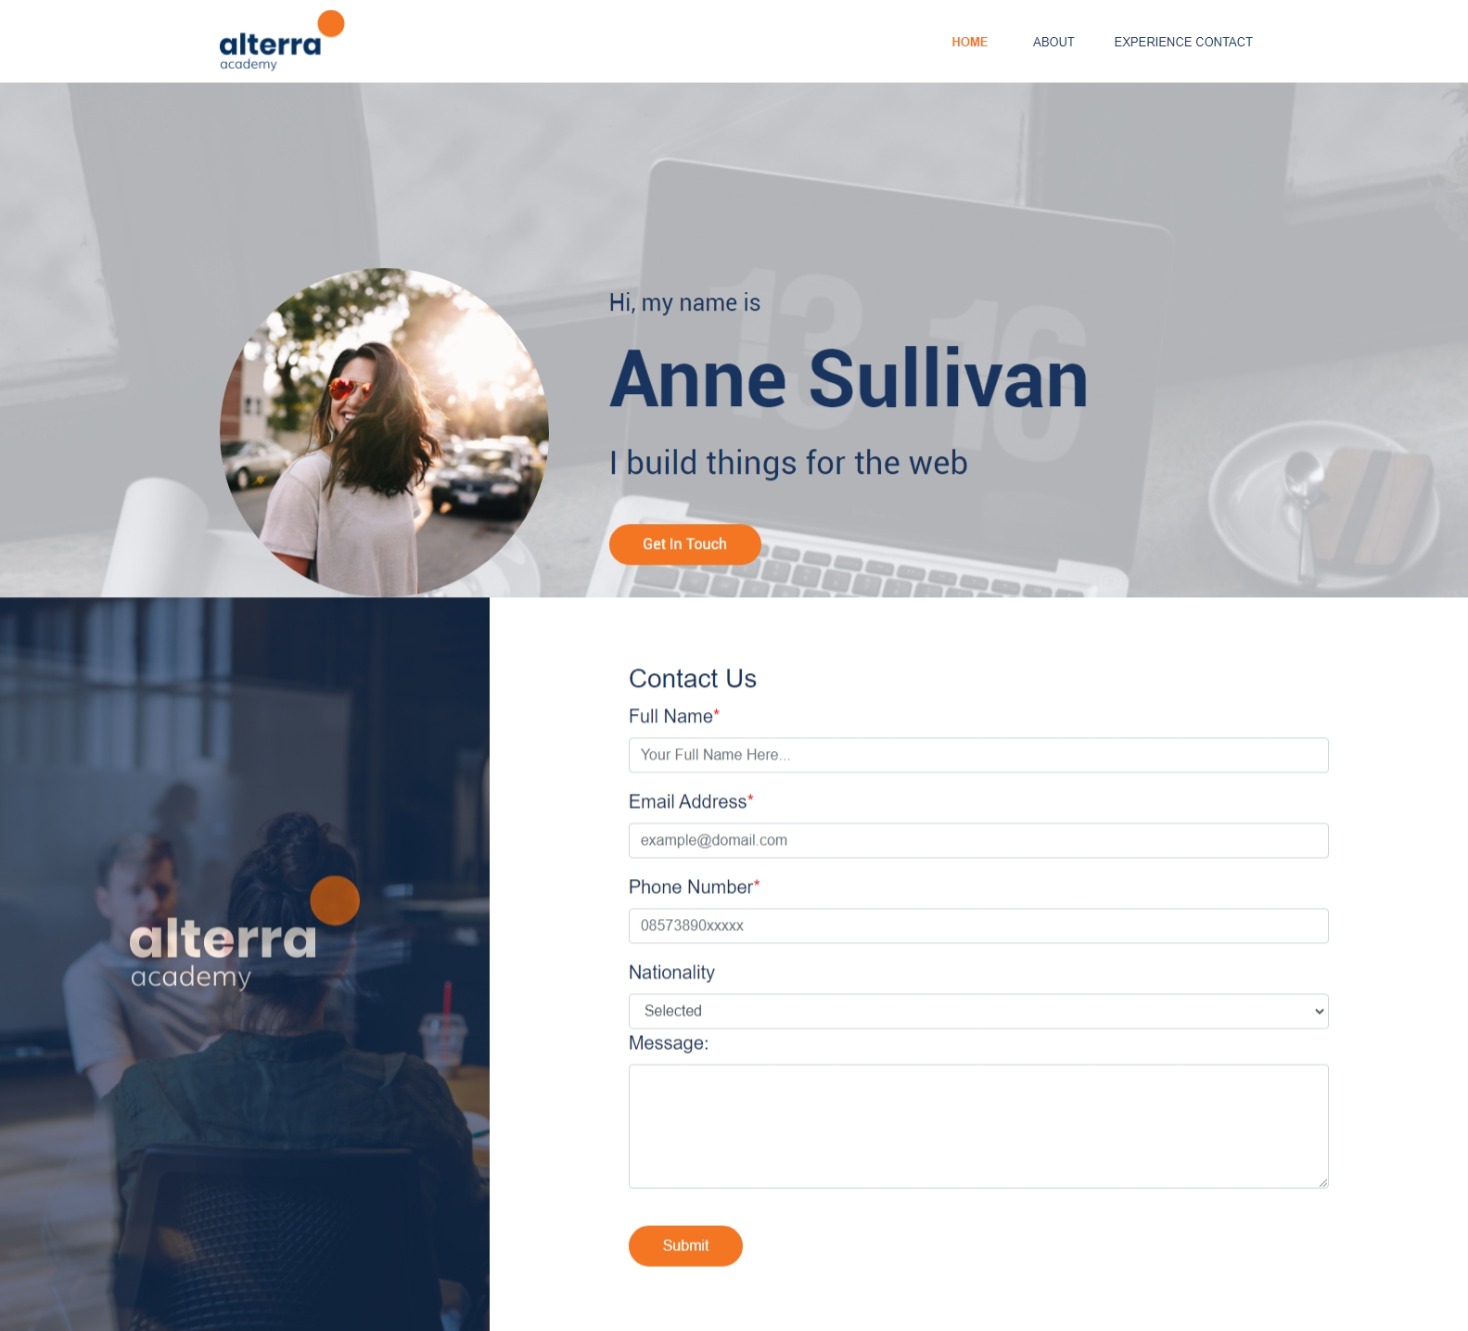 alterra
academy
HOME ABOUT EXPERIENCE CONTACT
13 16
Hi, my name is
Anne Sullivan
I build things for the web
Get In Touch
alterra
academy
Contact Us
Full Name*
Your Full Name Here...
Email Address*
example@domail.com
Phone Number*
08573890xxxxx
Nationality
Selected
Message:
Submit